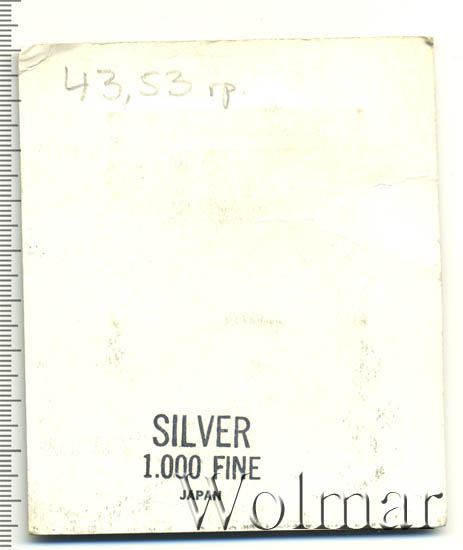 43,53 гр.
SILVER
1.000 FINE
JAPAN
Wolmar